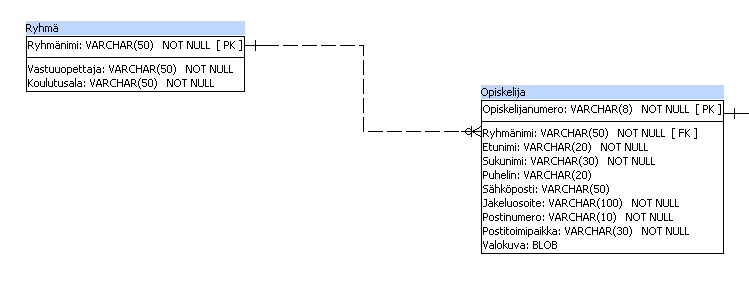 Ryhmä
Ryhmänimi: VARCHAR(50) NOT NULL [ PK ]
Vastuuopettaja: VARCHAR(50) NOT NULL
Koulutusala: VARCHAR(50) NOT NULL
Opiskelija
Opiskelijanumero: VARCHAR(8) NOT NULL [ PK ]
Ryhmänimi: VARCHAR(50) NOT NULL [ FK ]
Etunimi: VARCHAR(20) NOT NULL
Sukunimi: VARCHAR(30) NOT NULL
Puhelin: VARCHAR(20)
Sähköposti: VARCHAR(50)
Jakeluosoite: VARCHAR(100) NOT NULL
Postinumero: VARCHAR(10) NOT NULL
Postitoimipaikka: VARCHAR(30) NOT NULL
Valokuva: BLOB